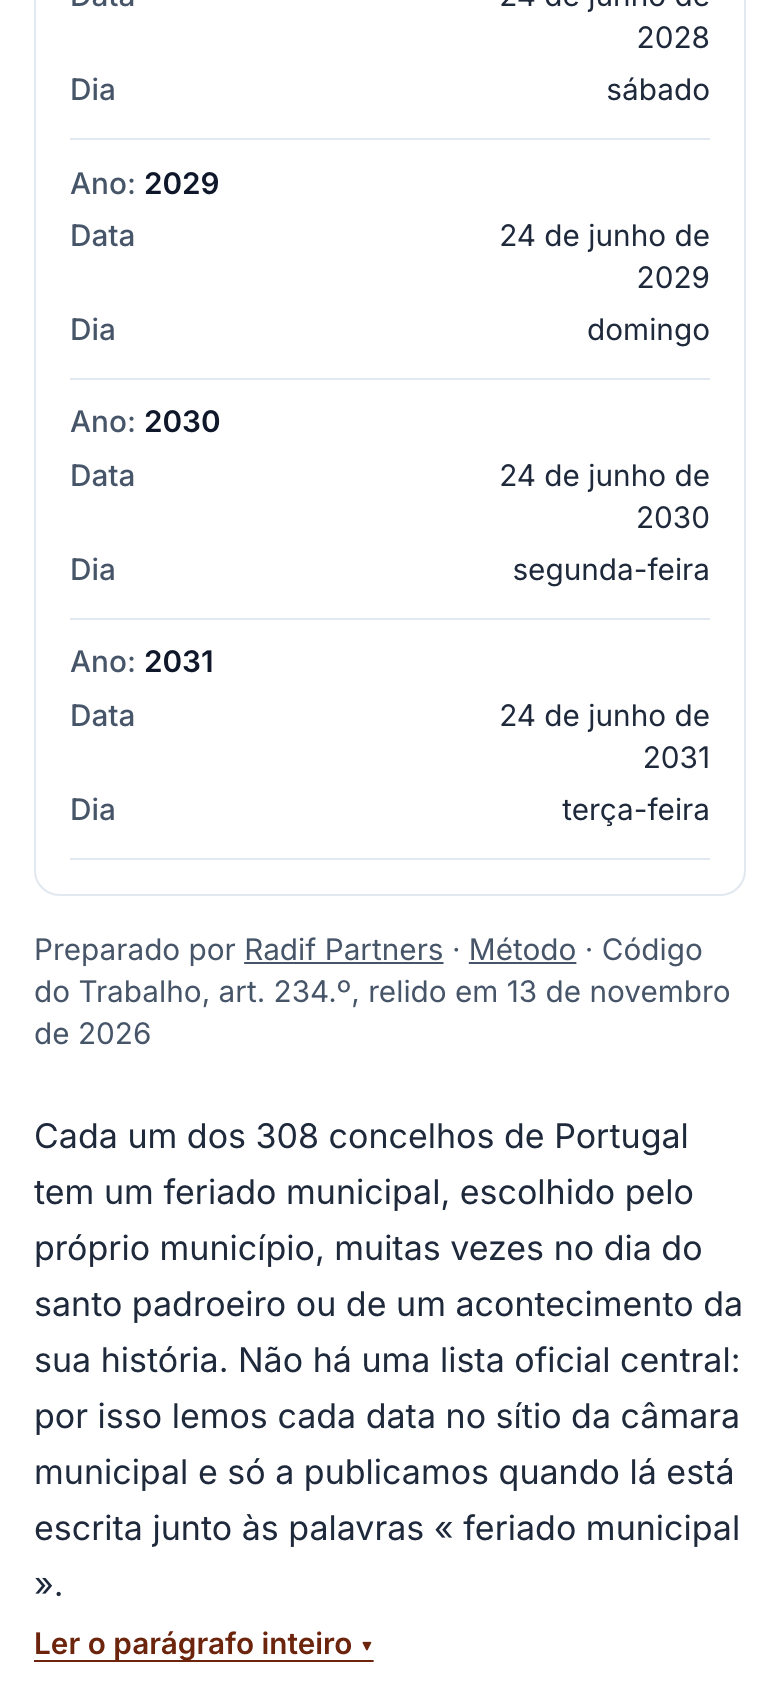 Data
24 de junho de
2028
Dia
sábado
Ano: 2029
Data
24 de junho de
2029
Dia
domingo
Ano: 2030
Data
24 de junho de
2030
Dia
segunda-feira
Ano: 2031
Data
24 de junho de
2031
Dia
terça-feira
Preparado por Radif Partners · Método · Código
do Trabalho, art. 234.º, relido em 13 de novembro
de 2026
Cada um dos 308 concelhos de Portugal
tem um feriado municipal, escolhido pelo
próprio município, muitas vezes no dia do
santo padroeiro ou de um acontecimento da
sua história. Não há uma lista oficial central:
por isso lemos cada data no sítio da câmara
municipal e só a publicamos quando lá está
escrita junto às palavras « feriado municipal
».
Ler o parágrafo inteiro ▾